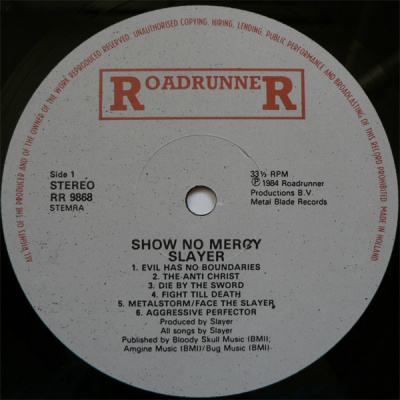 ALL RIGHTS OF THE PRODUCER AND OF THE OWNER OF THE WORK REPRODUCED RESERVED. UNAUTHORISED COPYING, HIRING, LENDING, PUBLIC PERFORMANCE AND BROADCASTING OF THIS RECORD PROHIBITED MADE IN HOLLAND
ROADRUNNER
Side 1
STEREO
RR 9868
STEMRA
33⅓ RPM
Ⓟ 1984 Roadrunner
Productions B.V.
Metal Blade Records
SHOW NO MERCY
SLAYER
1. EVIL HAS NO BOUNDARIES
2. THE ANTI CHRIST
3. DIE BY THE SWORD
4. FIGHT TILL DEATH
5. METALSTORM/FACE THE SLAYER
6. AGGRESSIVE PERFECTOR
Produced by Slayer
All songs by Slayer
Published by Bloody Skull Music (BMI);
Amgine Music (BMI)/Bug Music (BMI).